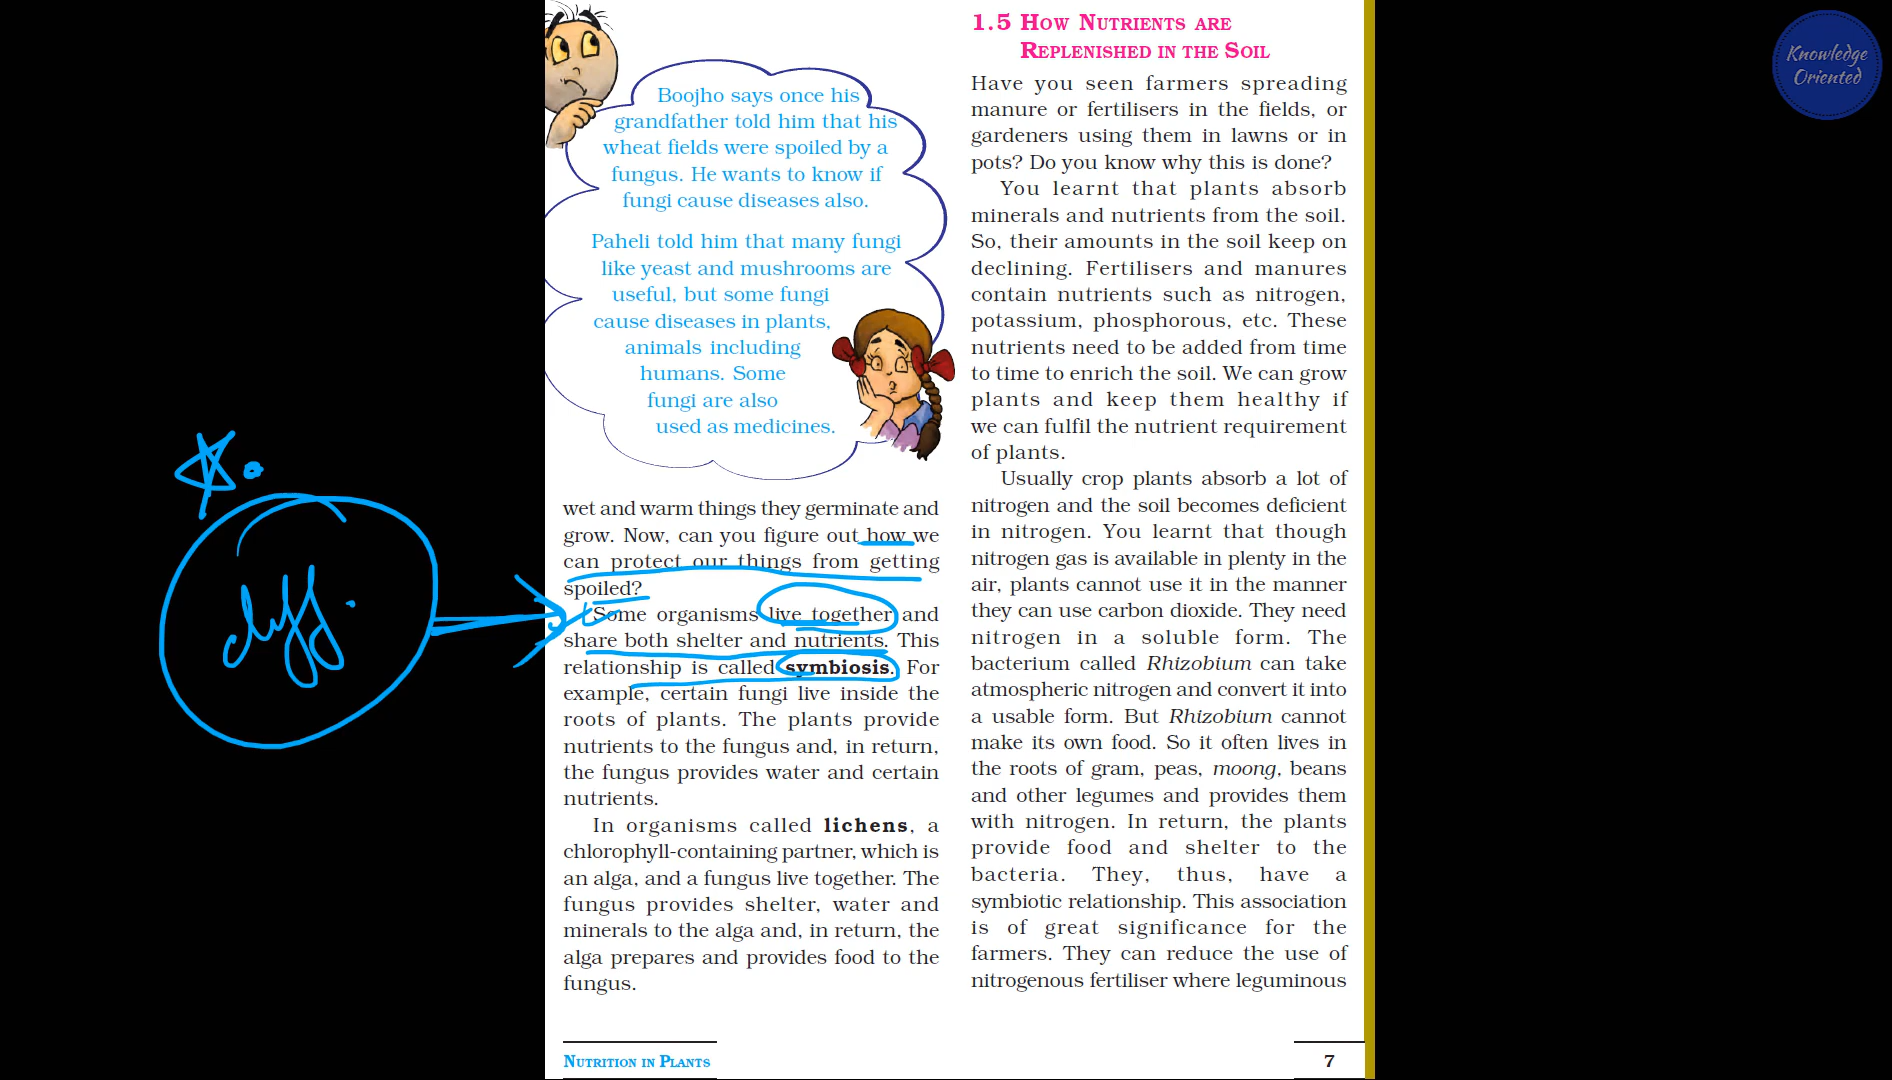 Boojho says once his
grandfather told him that his
wheat fields were spoiled by a
fungus. He wants to know if
fungi cause diseases also.
Paheli told him that many fungi
like yeast and mushrooms are
useful, but some fungi
cause diseases in plants,
animals including
humans. Some
fungi are also
used as medicines.
wet and warm things they germinate and
grow. Now, can you figure out how we
can protect our things from getting
spoiled?
Some organisms live together and
share both shelter and nutrients. This
relationship is called symbiosis. For
example, certain fungi live inside the
roots of plants. The plants provide
nutrients to the fungus and, in return,
the fungus provides water and certain
nutrients.
In organisms called lichens, a
chlorophyll-containing partner, which is
an alga, and a fungus live together. The
fungus provides shelter, water and
minerals to the alga and, in return, the
alga prepares and provides food to the
fungus.
diff.
1.5 How Nutrients are
Replenished in the Soil
Have you seen farmers spreading
manure or fertilisers in the fields, or
gardeners using them in lawns or in
pots? Do you know why this is done?
You learnt that plants absorb
minerals and nutrients from the soil.
So, their amounts in the soil keep on
declining. Fertilisers and manures
contain nutrients such as nitrogen,
potassium, phosphorous, etc. These
nutrients need to be added from time
to time to enrich the soil. We can grow
plants and keep them healthy if
we can fulfil the nutrient requirement
of plants.
Usually crop plants absorb a lot of
nitrogen and the soil becomes deficient
in nitrogen. You learnt that though
nitrogen gas is available in plenty in the
air, plants cannot use it in the manner
they can use carbon dioxide. They need
nitrogen in a soluble form. The
bacterium called Rhizobium can take
atmospheric nitrogen and convert it into
a usable form. But Rhizobium cannot
make its own food. So it often lives in
the roots of gram, peas, moong, beans
and other legumes and provides them
with nitrogen. In return, the plants
provide food and shelter to the
bacteria. They, thus, have a
symbiotic relationship. This association
is of great significance for the
farmers. They can reduce the use of
nitrogenous fertiliser where leguminous
Nutrition in Plants
7
Knowledge
Oriented